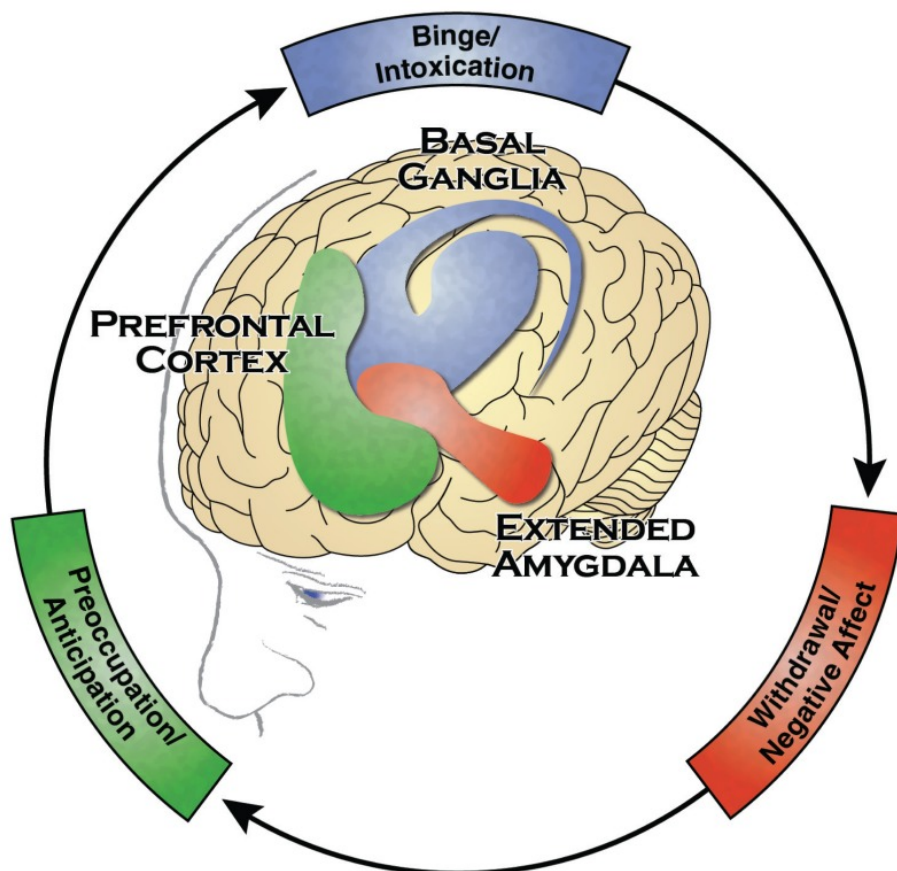 Binge/
Intoxication
BASAL
GANGLIA
PREFRONTAL
CORTEX
EXTENDED
AMYGDALA
Withdrawal/
Negative Affect
Preoccupation/
Anticipation